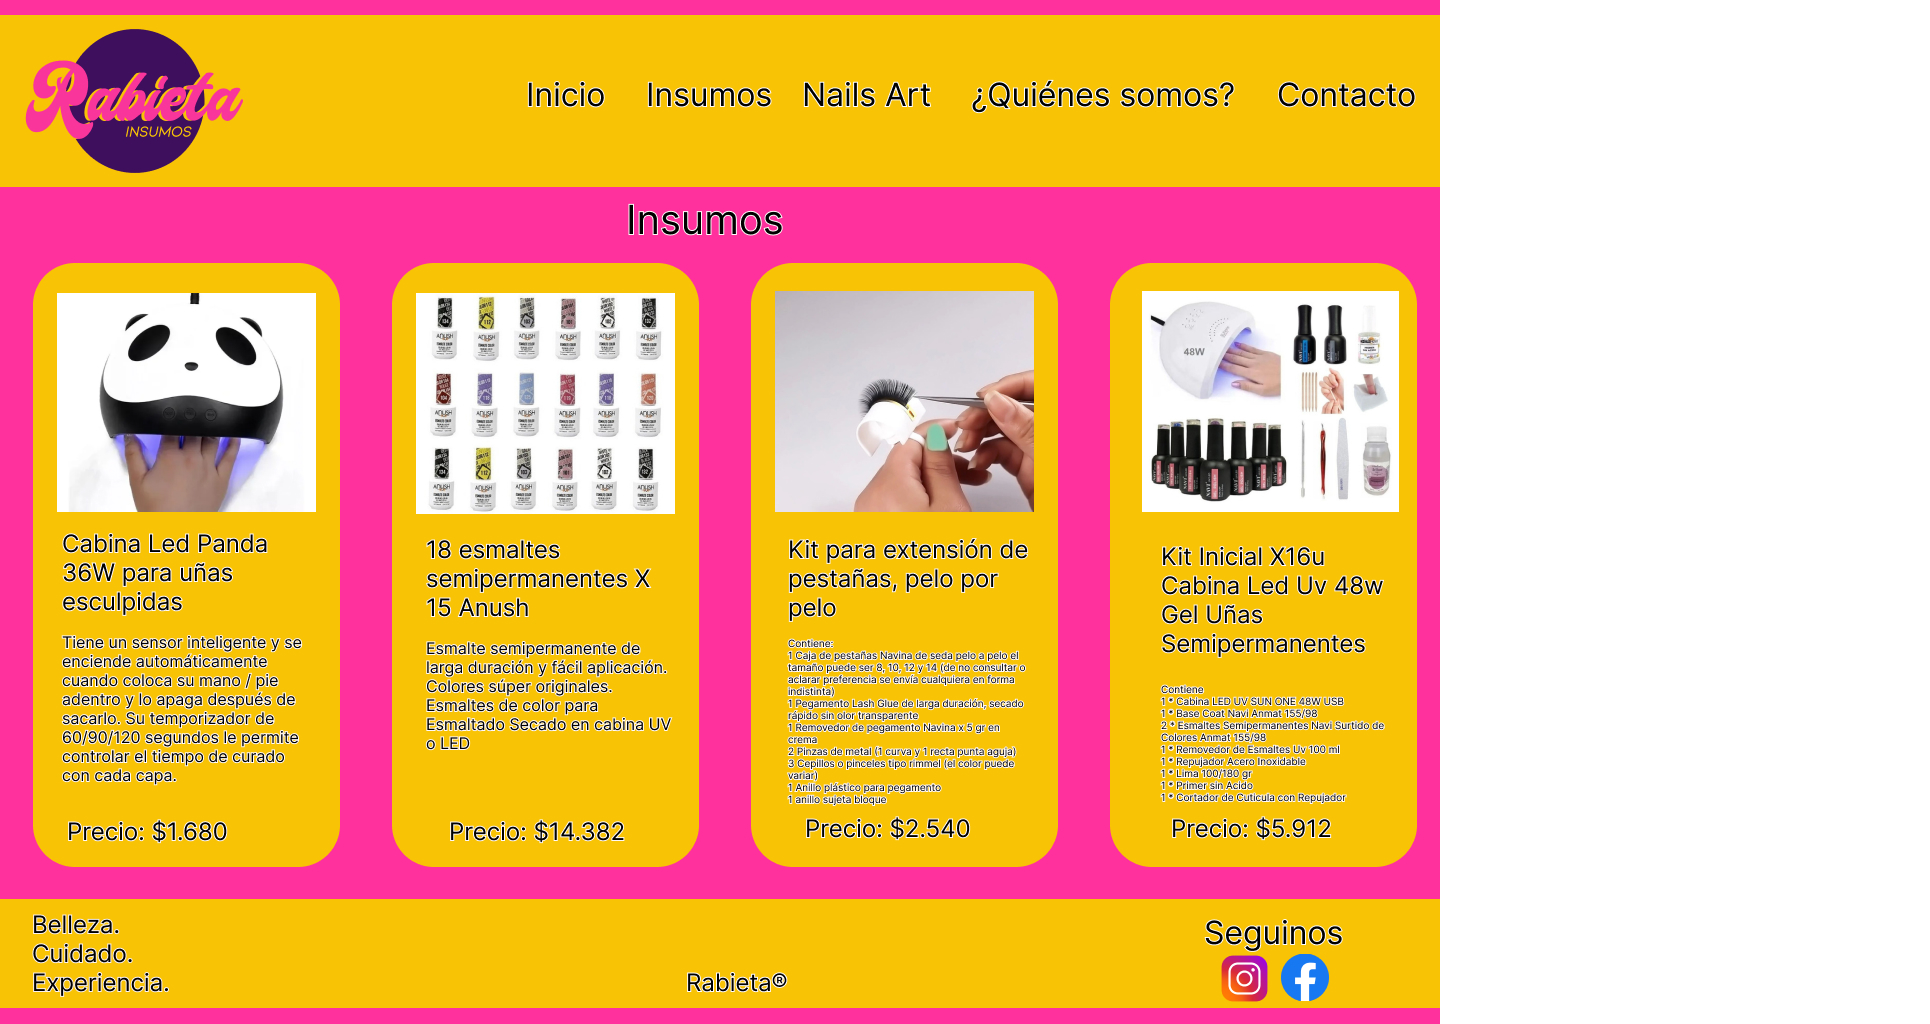 Rabieta
INSUMOS
Inicio
Insumos
Nails Art
¿Quiénes somos?
Contacto
Insumos
48W
ANUSH
Cabina Led Panda
36W para uñas
esculpidas
Tiene un sensor inteligente y se
enciende automáticamente
cuando coloca su mano / pie
adentro y lo apaga después de
sacarlo. Su temporizador de
60/90/120 segundos le permite
controlar el tiempo de curado
con cada capa.
Precio: $1.680
18 esmaltes
semipermanentes X
15 Anush
Esmalte semipermanente de
larga duración y fácil aplicación.
Colores súper originales.
Esmaltes de color para
Esmaltado Secado en cabina UV
o LED
Precio: $14.382
Kit para extensión de
pestañas, pelo por
pelo
Contiene:
1 Caja de pestañas Navina de seda pelo a pelo el
tamaño puede ser 8, 10, 12 y 14 (de no consultar o
aclarar preferencia se envía cualquiera en forma
indistinta)
1 Pegamento Lash Glue de larga duración, secado
rápido sin olor transparente
1 Removedor de pegamento Navina x 5 gr en
crema
2 Pinzas de metal (1 curva y 1 recta punta aguja)
3 Cepillos o pinceles tipo rimmel (el color puede
variar)
1 Anillo plástico para pegamento
1 anillo sujeta bloque
Precio: $2.540
Kit Inicial X16u
Cabina Led Uv 48w
Gel Uñas
Semipermanentes
Contiene
1 * Cabina LED UV SUN ONE 48W USB
1 * Base Coat Navi Anmat 155/98
2 * Esmaltes Semipermanentes Navi Surtido de
Colores Anmat 155/98
1 * Removedor de Esmaltes Uv 100 ml
1 * Repujador Acero Inoxidable
1 * Lima 100/180 gr
1 * Primer sin Acido
1 * Cortador de Cuticula con Repujador
Precio: $5.912
Belleza.
Cuidado.
Experiencia.
Rabieta®
Seguinos